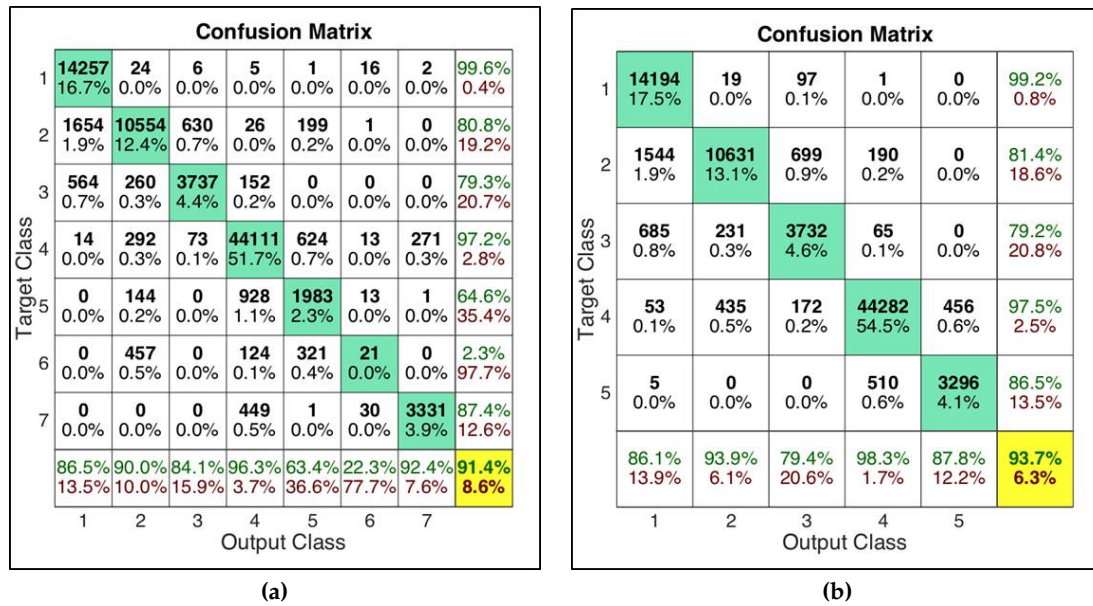 Confusion Matrix
Target Class
1
14257 24 6 5 1 16 2 99.6%
16.7% 0.0% 0.0% 0.0% 0.0% 0.0% 0.0% 0.4%
2
1654 10554 630 26 199 1 0 80.8%
1.9% 12.4% 0.7% 0.0% 0.2% 0.0% 0.0% 19.2%
3
564 260 3737 152 0 0 0 79.3%
0.7% 0.3% 4.4% 0.2% 0.0% 0.0% 0.0% 20.7%
4
14 292 73 44111 624 13 271 97.2%
0.0% 0.3% 0.1% 51.7% 0.7% 0.0% 0.3% 2.8%
5
0 144 0 928 1983 13 1 64.6%
0.0% 0.2% 0.0% 1.1% 2.3% 0.0% 0.0% 35.4%
6
0 457 0 124 321 21 0 2.3%
0.0% 0.5% 0.0% 0.1% 0.4% 0.0% 0.0% 97.7%
7
0 0 0 449 1 30 3331 87.4%
0.0% 0.0% 0.0% 0.5% 0.0% 0.0% 3.9% 12.6%
86.5% 90.0% 84.1% 96.3% 63.4% 22.3% 92.4% 91.4%
13.5% 10.0% 15.9% 3.7% 36.6% 77.7% 7.6% 8.6%
1 2 3 4 5 6 7
Output Class
(a)
Confusion Matrix
Target Class
1
14194 19 97 1 0 99.2%
17.5% 0.0% 0.1% 0.0% 0.0% 0.8%
2
1544 10631 699 190 0 81.4%
1.9% 13.1% 0.9% 0.2% 0.0% 18.6%
3
685 231 3732 65 0 79.2%
0.8% 0.3% 4.6% 0.1% 0.0% 20.8%
4
53 435 172 44282 456 97.5%
0.1% 0.5% 0.2% 54.5% 0.6% 2.5%
5
5 0 0 510 3296 86.5%
0.0% 0.0% 0.0% 0.6% 4.1% 13.5%
86.1% 93.9% 79.4% 98.3% 87.8% 93.7%
13.9% 6.1% 20.6% 1.7% 12.2% 6.3%
1 2 3 4 5
Output Class
(b)